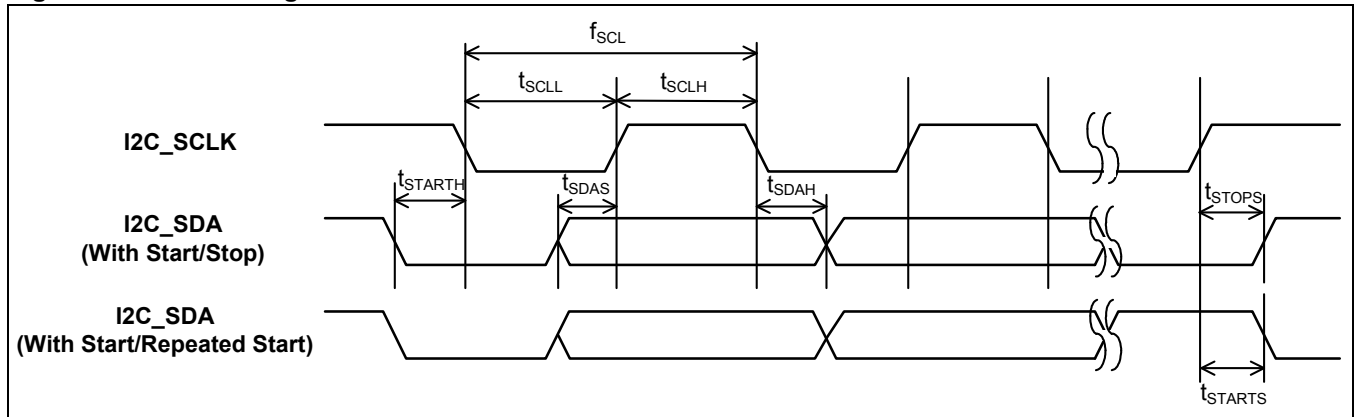 fSCL
tSCLL
tSCLH
I2C_SCLK
tSTARTH
tSDAS
tSDAH
tSTOPS
I2C_SDA
(With Start/Stop)
I2C_SDA
(With Start/Repeated Start)
tSTARTS